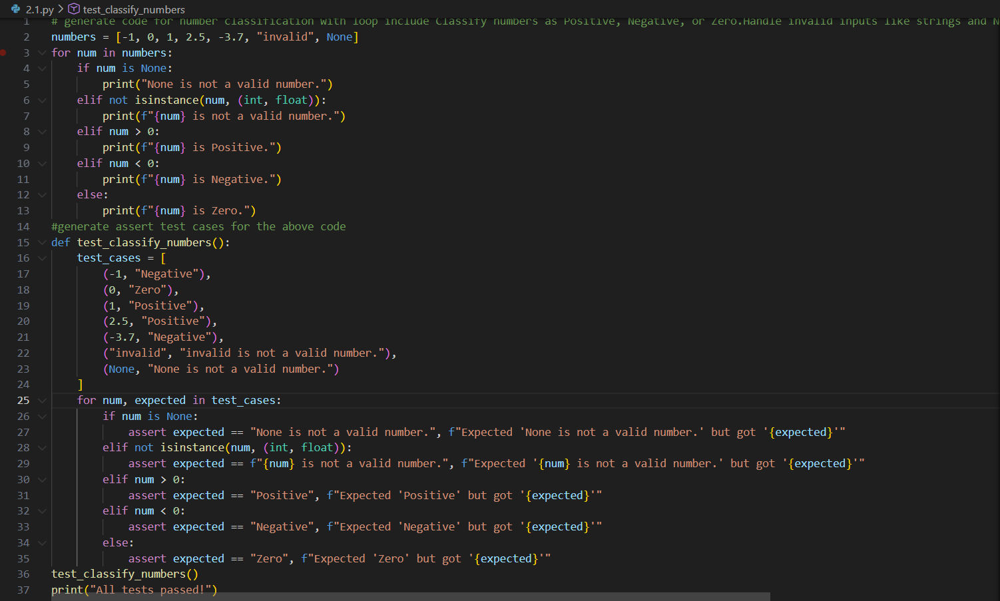 2.1.py > test_classify_numbers
1 # generate code for number classification with loop include Classify numbers as Positive, Negative, or Zero.Handle invalid inputs like strings and N
2 numbers = [-1, 0, 1, 2.5, -3.7, "invalid", None]
3 for num in numbers:
4     if num is None:
5         print("None is not a valid number.")
6     elif not isinstance(num, (int, float)):
7         print(f"{num} is not a valid number.")
8     elif num > 0:
9         print(f"{num} is Positive.")
10     elif num < 0:
11         print(f"{num} is Negative.")
12     else:
13         print(f"{num} is Zero.")
14 #generate assert test cases for the above code
15 def test_classify_numbers():
16     test_cases = [
17         (-1, "Negative"),
18         (0, "Zero"),
19         (1, "Positive"),
20         (2.5, "Positive"),
21         (-3.7, "Negative"),
22         ("invalid", "invalid is not a valid number."),
23         (None, "None is not a valid number.")
24     ]
25     for num, expected in test_cases:
26         if num is None:
27             assert expected == "None is not a valid number.", f"Expected 'None is not a valid number.' but got '{expected}'"
28         elif not isinstance(num, (int, float)):
29             assert expected == f"{num} is not a valid number.", f"Expected '{num} is not a valid number.' but got '{expected}'"
30         elif num > 0:
31             assert expected == "Positive", f"Expected 'Positive' but got '{expected}'"
32         elif num < 0:
33             assert expected == "Negative", f"Expected 'Negative' but got '{expected}'"
34         else:
35             assert expected == "Zero", f"Expected 'Zero' but got '{expected}'"
36 test_classify_numbers()
37 print("All tests passed!")